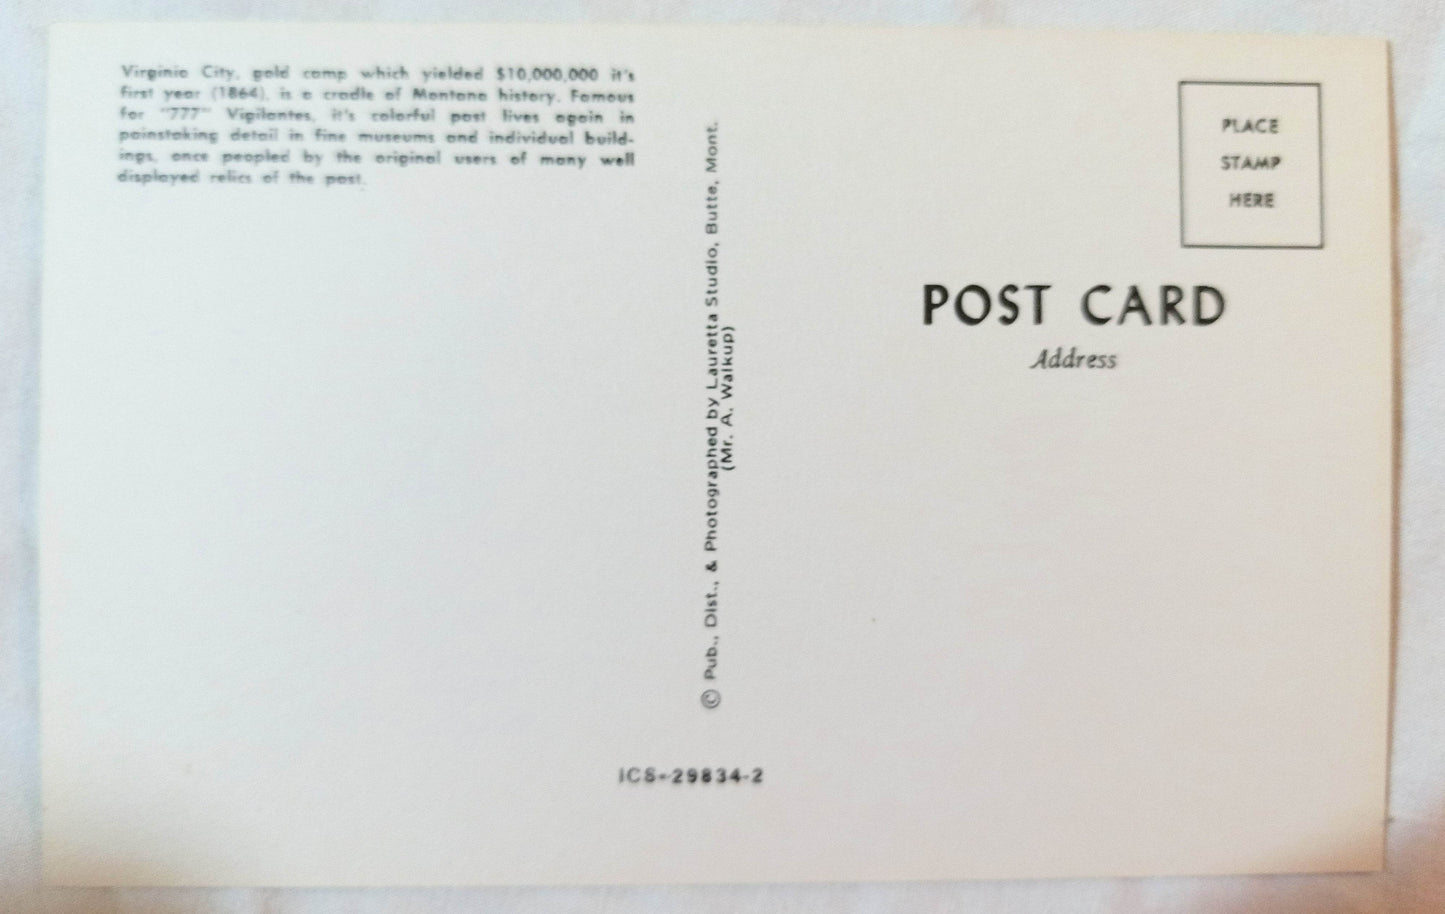 Virginia City, gold camp which yielded $10,000,000 it's
first year (1864), is a cradle of Montana history. Famous
for "777" Vigilantes, it's colorful past lives again in
painstaking detail in fine museums and individual build-
ings, once peopled by the original users of many well
displayed relics of the past.
© Pub., Dist., & Photographed by Lauretta Studio, Butte, Mont.
(Mr. A. Walkup)
PLACE
STAMP
HERE
POST CARD
Address
ICS-29834-2